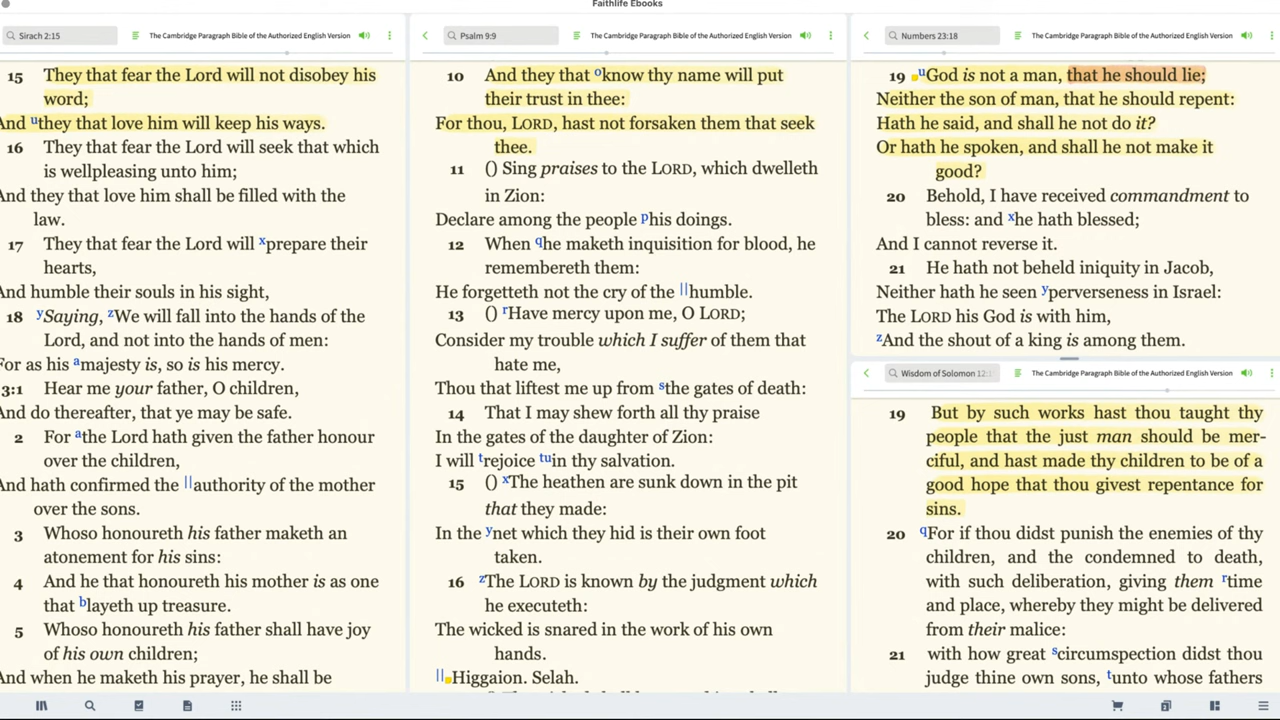 Faithlife Ebooks
Sirach 2:15
The Cambridge Paragraph Bible of the Authorized English Version
15 They that fear the Lord will not disobey his
word;
And ᵘthey that love him will keep his ways.
16 They that fear the Lord will seek that which
is wellpleasing unto him;
And they that love him shall be filled with the
law.
17 They that fear the Lord will ˣprepare their
hearts,
And humble their souls in his sight,
18 ʸSaying, ᶻWe will fall into the hands of the
Lord, and not into the hands of men:
For as his ᵃmajesty is, so is his mercy.
3:1 Hear me your father, O children,
And do thereafter, that ye may be safe.
2 For ᵃthe Lord hath given the father honour
over the children,
And hath confirmed the ||authority of the mother
over the sons.
3 Whoso honoureth his father maketh an
atonement for his sins:
4 And he that honoureth his mother is as one
that ᵇlayeth up treasure.
5 Whoso honoureth his father shall have joy
of his own children;
And when he maketh his prayer, he shall be
Psalm 9:9
The Cambridge Paragraph Bible of the Authorized English Version
10 And they that ᵒknow thy name will put
their trust in thee:
For thou, LORD, hast not forsaken them that seek
thee.
11 () Sing praises to the LORD, which dwelleth
in Zion:
Declare among the people ᵖhis doings.
12 When ᑫhe maketh inquisition for blood, he
remembereth them:
He forgetteth not the cry of the ||humble.
13 () ʳHave mercy upon me, O LORD;
Consider my trouble which I suffer of them that
hate me,
Thou that liftest me up from ˢthe gates of death:
14 That I may shew forth all thy praise
In the gates of the daughter of Zion:
I will ᵗrejoice ᵗᵘin thy salvation.
15 () ˣThe heathen are sunk down in the pit
that they made:
In the ʸnet which they hid is their own foot
taken.
16 ᶻThe LORD is known by the judgment which
he executeth:
The wicked is snared in the work of his own
hands.
||Higgaion. Selah.
Numbers 23:18
The Cambridge Paragraph Bible of the Authorized English Version
19 ᵘGod is not a man, that he should lie;
Neither the son of man, that he should repent:
Hath he said, and shall he not do it?
Or hath he spoken, and shall he not make it
good?
20 Behold, I have received commandment to
bless: and ˣhe hath blessed;
And I cannot reverse it.
21 He hath not beheld iniquity in Jacob,
Neither hath he seen ʸperverseness in Israel:
The LORD his God is with him,
ᶻAnd the shout of a king is among them.
Wisdom of Solomon 12:1
The Cambridge Paragraph Bible of the Authorized English Version
19 But by such works hast thou taught thy
people that the just man should be mer-
ciful, and hast made thy children to be of a
good hope that thou givest repentance for
sins.
20 ᑫFor if thou didst punish the enemies of thy
children, and the condemned to death,
with such deliberation, giving them ʳtime
and place, whereby they might be delivered
from their malice:
21 with how great ˢcircumspection didst thou
judge thine own sons, ᵗunto whose fathers